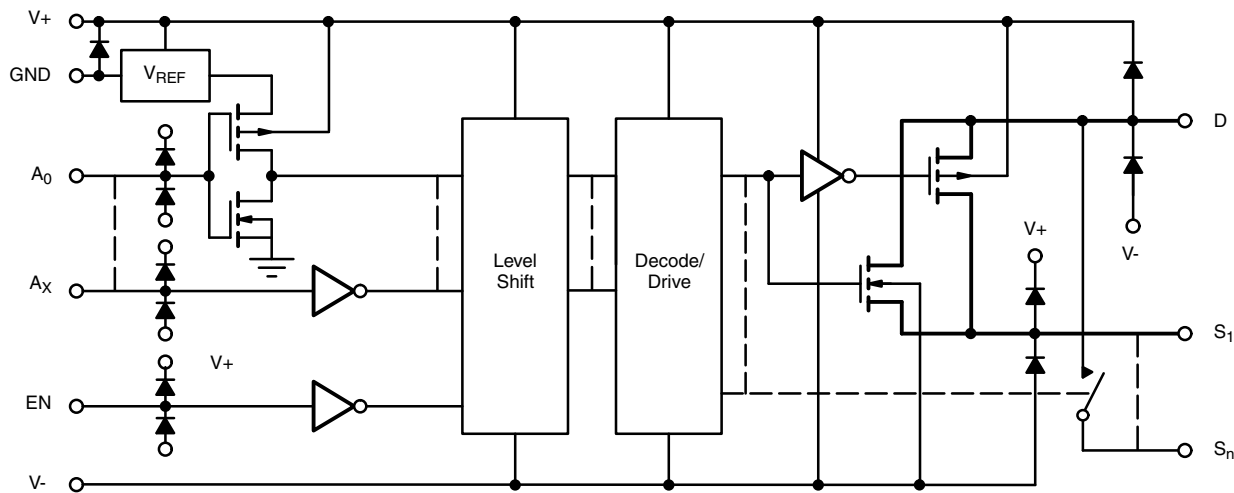 V+
GND
VREF
A0
AX
V+
EN
V-
Level
Shift
Decode/
Drive
V+
V-
D
S1
Sn